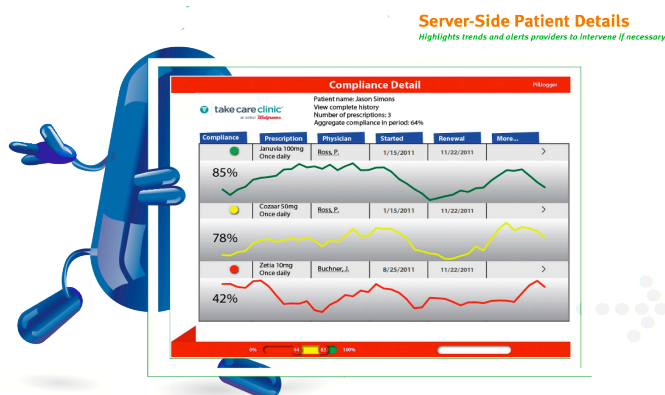 Server-Side Patient Details
Highlights trends and alerts providers to intervene if necessary
Compliance Detail
PillJogger
take care clinic
at select Walgreens
Patient name: Jason Simons
View complete history
Number of prescriptions: 3
Aggregate compliance in period: 64%
Compliance Prescription Physician Started Renewal More...
Januvia 100mg
Once daily
Ross, P. 1/15/2011 11/22/2011 >
85%
Cozaar 50mg
Once daily
Ross, P. 1/15/2011 11/22/2011 >
78%
Zetia 10mg
Once daily
Buchner, J. 8/25/2011 11/22/2011 >
42%
0% 100%